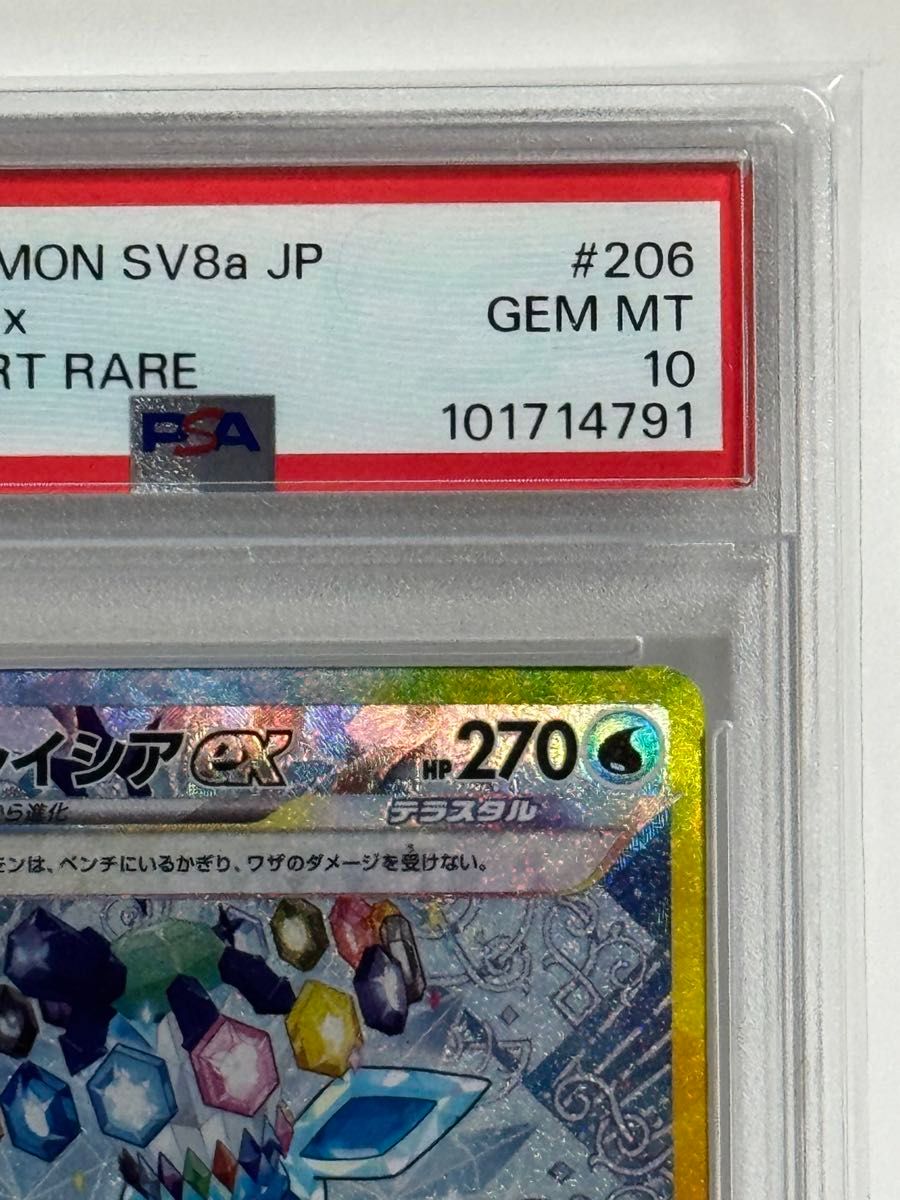 MON SV8a JP #206
x GEM MT
RT RARE 10
PSA 101714791
イシア ex HP 270
ら進化 テラスタル
モンは、ベンチにいるかぎり、ワザのダメージを受けない。